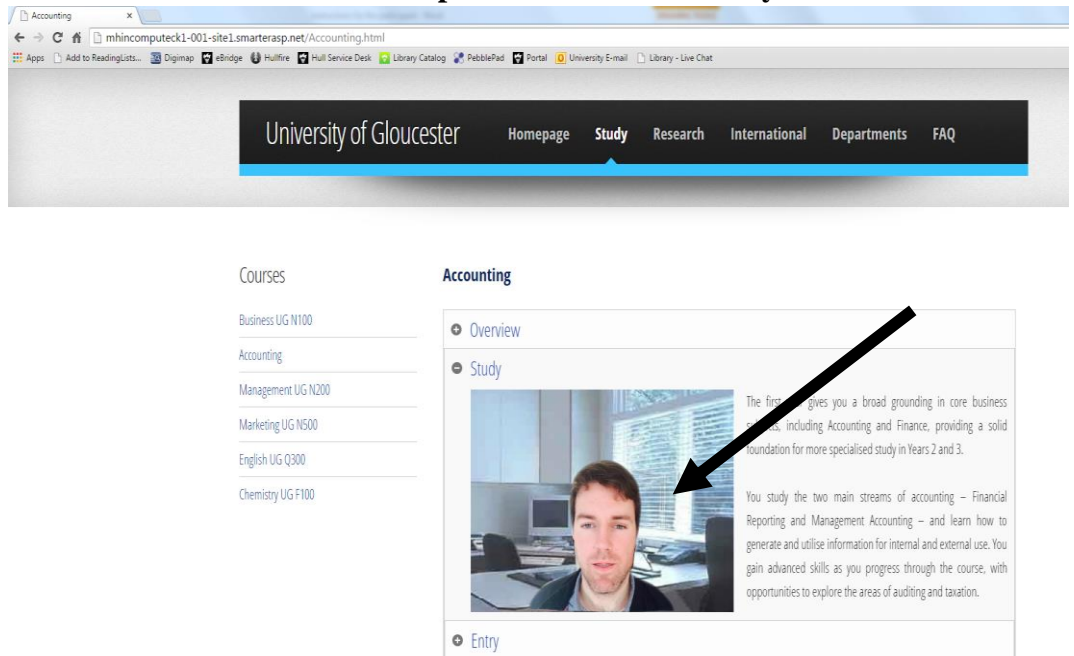 Accounting
mhincomputeck1-001-site1.smarterasp.net/Accounting.html
Apps Add to ReadingLists... Digimap eBridge Hullfire Hull Service Desk Library Catalog PebblePad Portal University E-mail Library - Live Chat
University of Gloucester Homepage Study Research International Departments FAQ
Courses
Business UG N100
Accounting
Management UG N200
Marketing UG N500
English UG Q300
Chemistry UG F100
Accounting
Overview
Study
The first gives you a broad grounding in core business
including Accounting and Finance, providing a solid
foundation for more specialised study in Years 2 and 3.
You study the two main streams of accounting – Financial
Reporting and Management Accounting – and learn how to
generate and utilise information for internal and external use. You
gain advanced skills as you progress through the course, with
opportunities to explore the areas of auditing and taxation.
Entry